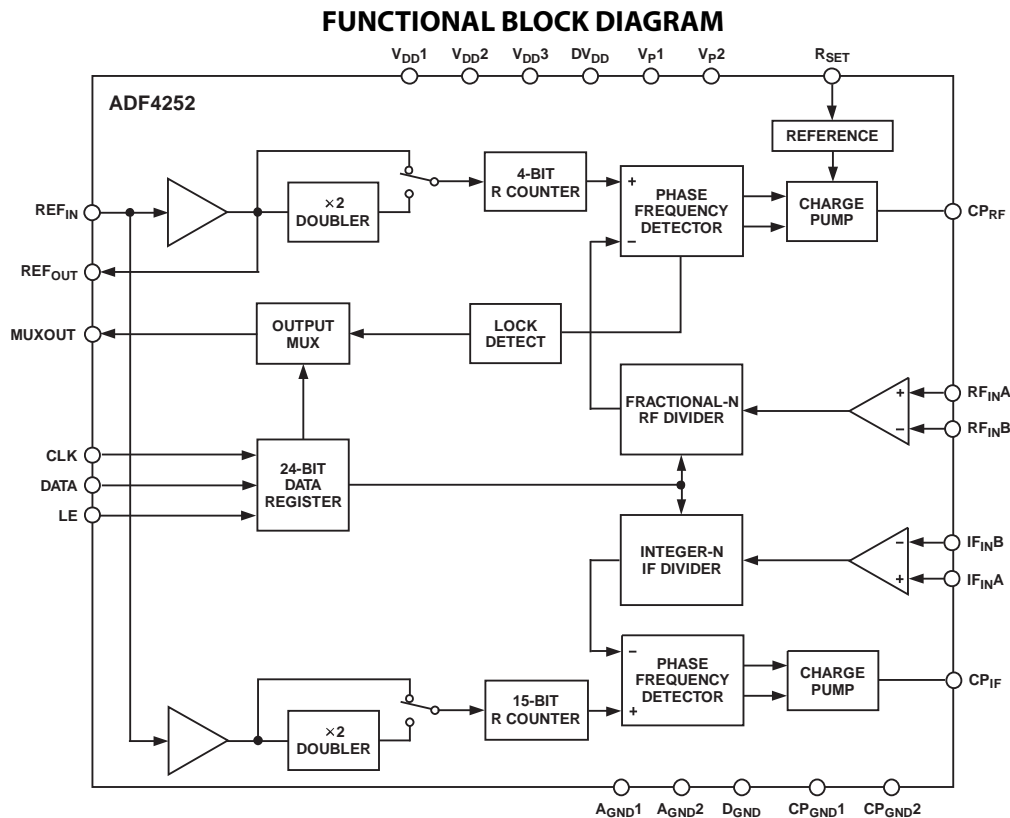 FUNCTIONAL BLOCK DIAGRAM
VDD1
VDD2
VDD3
DVDD
VP1
VP2
RSET
ADF4252
REFERENCE
4-BIT
R COUNTER
+
−
PHASE
FREQUENCY
DETECTOR
CHARGE
PUMP
CPRF
REFIN
×2
DOUBLER
REFOUT
MUXOUT
OUTPUT
MUX
LOCK
DETECT
FRACTIONAL-N
RF DIVIDER
+
−
RFINA
RFINB
CLK
DATA
LE
24-BIT
DATA
REGISTER
INTEGER-N
IF DIVIDER
−
+
IFINB
IFINA
−
+
PHASE
FREQUENCY
DETECTOR
CHARGE
PUMP
CPIF
×2
DOUBLER
15-BIT
R COUNTER
AGND1
AGND2
DGND
CPGND1
CPGND2